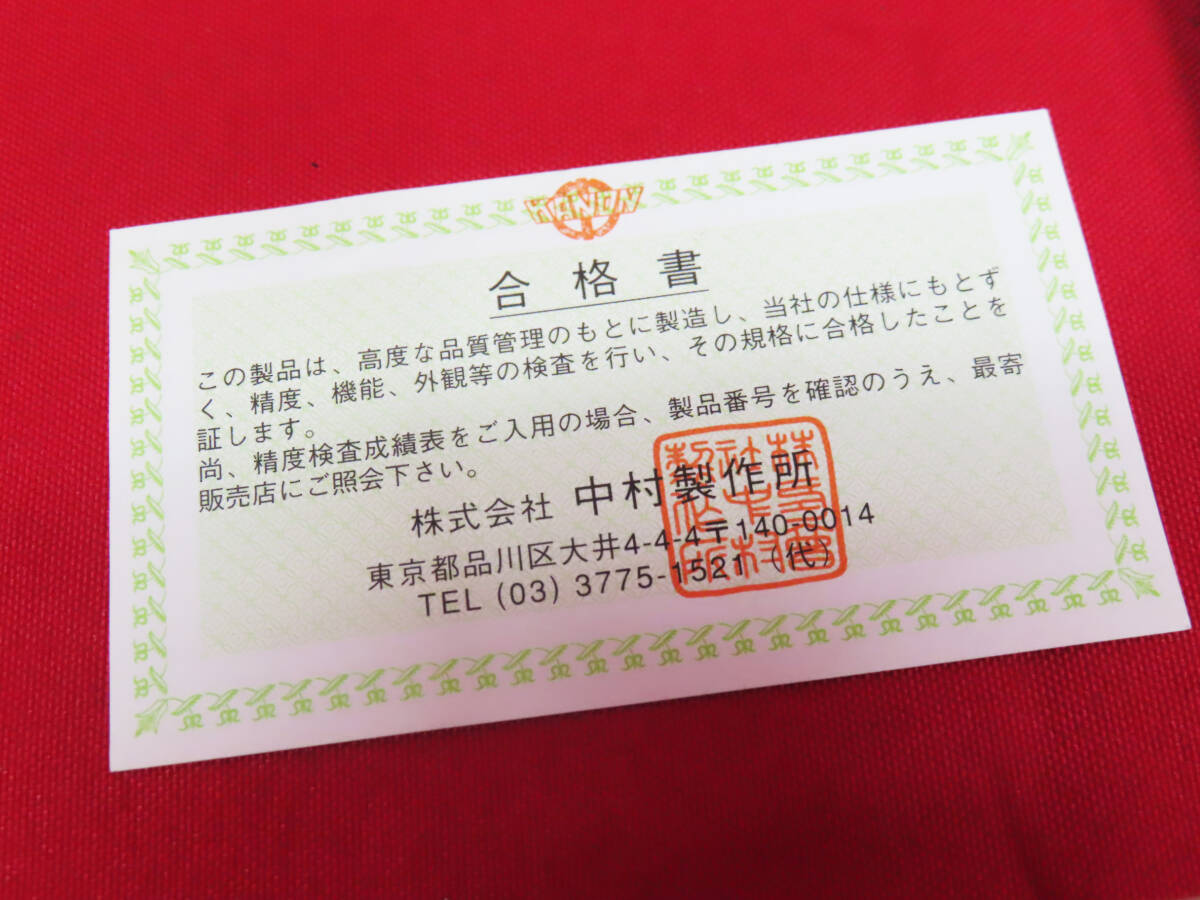 KANON
合格書
この製品は、高度な品質管理のもとに製造し、当社の仕様にもとず
く、精度、機能、外観等の検査を行い、その規格に合格したことを
証します。
尚、精度検査成績表をご入用の場合、製品番号を確認のうえ、最寄
販売店にご照会下さい。
株式会社 中村製作所
東京都品川区大井4-4-4〒140-0014
TEL (03) 3775-1521 (代)